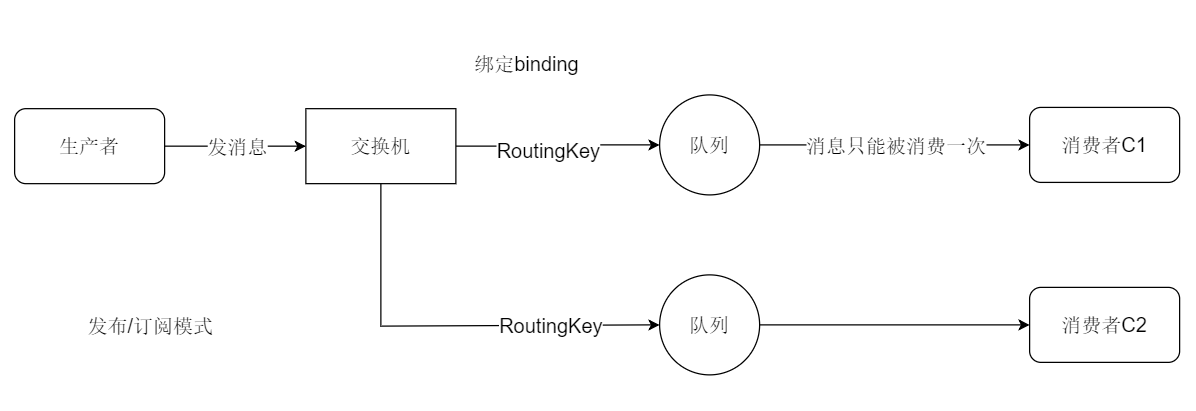 绑定binding
生产者
发消息
交换机
RoutingKey
队列
消息只能被消费一次
消费者C1
发布/订阅模式
RoutingKey
队列
消费者C2